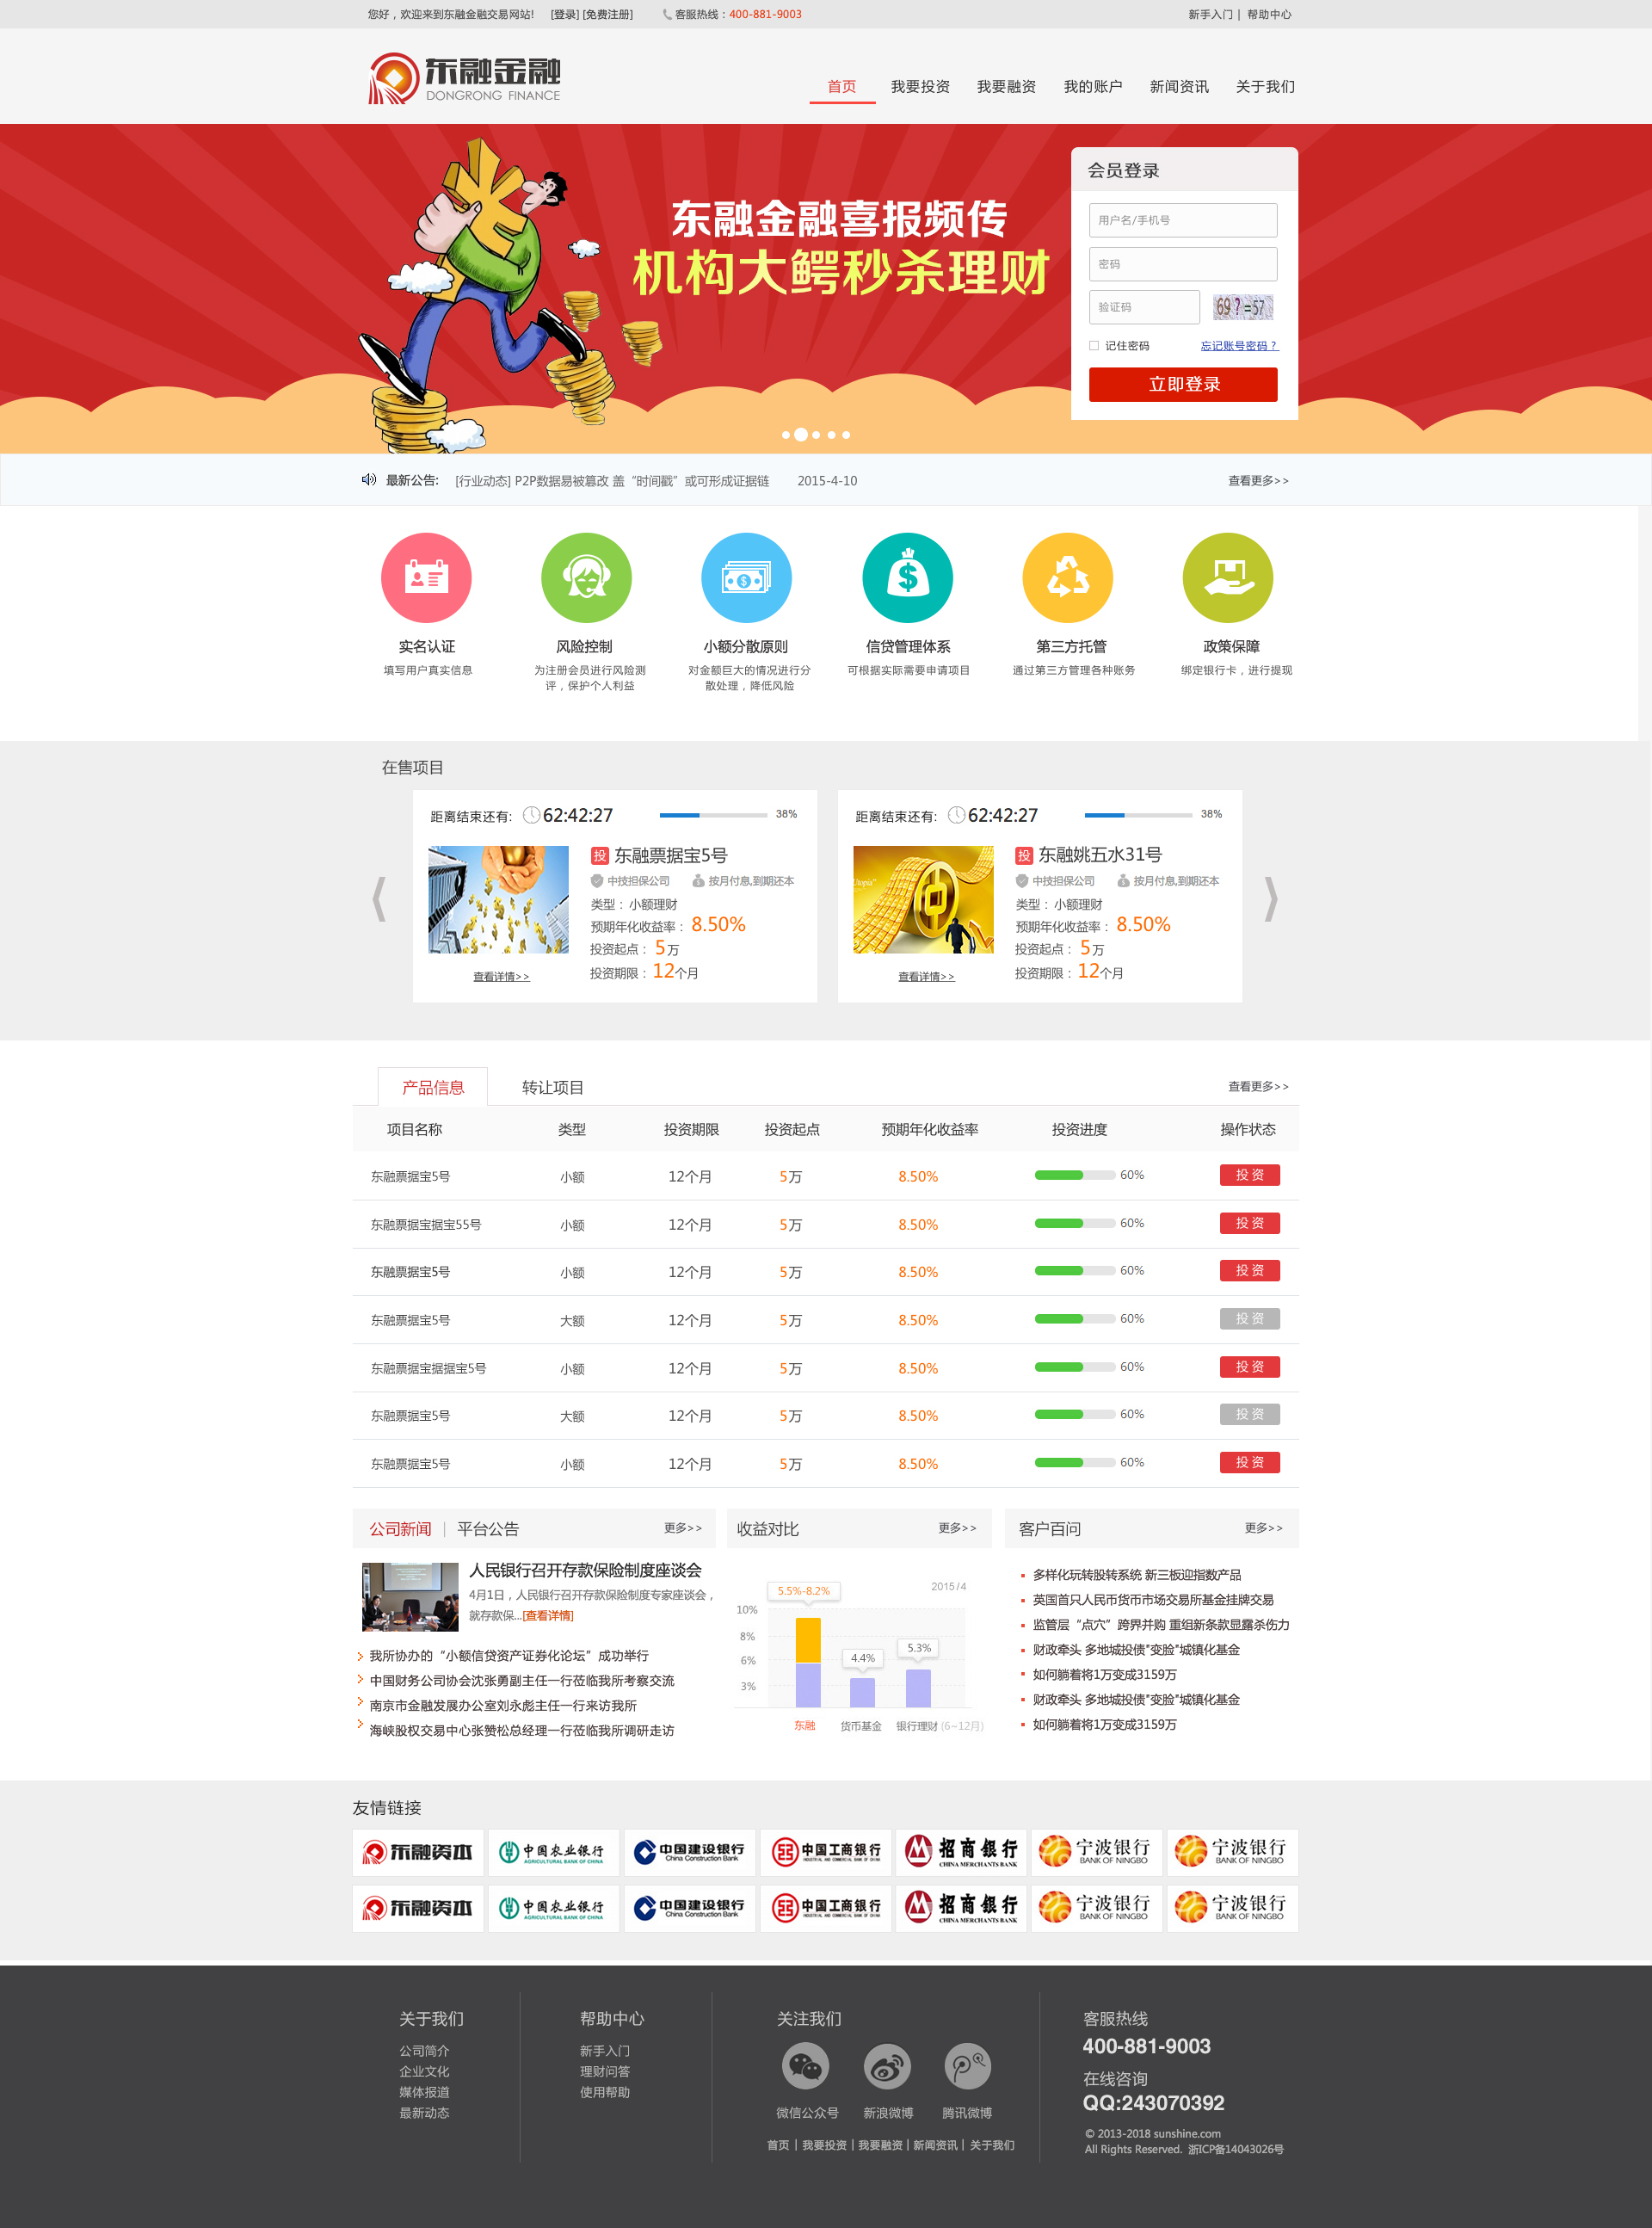 您好，欢迎来到东融金融交易网站! [登录] [免费注册] 客服热线：400-881-9003 新手入门 | 帮助中心
东融金融
DONGRONG FINANCE
首页 我要投资 我要融资 我的账户 新闻资讯 关于我们
东融金融喜报频传
机构大鳄秒杀理财
会员登录
用户名/手机号
密码
验证码 69 ? =57
记住密码 忘记账号密码？
立即登录
最新公告: [行业动态] P2P数据易被篡改 盖“时间戳”或可形成证据链 2015-4-10 查看更多>>
实名认证 风险控制 小额分散原则 信贷管理体系 第三方托管 政策保障
填写用户真实信息 为注册会员进行风险测 对金额巨大的情况进行分 可根据实际需要申请项目 通过第三方管理各种账务 绑定银行卡，进行提现
评，保护个人利益 散处理，降低风险
在售项目
距离结束还有: 62:42:27 38%
投 东融票据宝5号
中技担保公司 按月付息,到期还本
类型： 小额理财
预期年化收益率： 8.50%
投资起点： 5万
投资期限： 12个月
查看详情>>
距离结束还有: 62:42:27 38%
Utopia
投 东融姚五水31号
中技担保公司 按月付息,到期还本
类型： 小额理财
预期年化收益率： 8.50%
投资起点： 5万
投资期限： 12个月
查看详情>>
产品信息 转让项目 查看更多>>
项目名称 类型 投资期限 投资起点 预期年化收益率 投资进度 操作状态
东融票据宝5号 小额 12个月 5万 8.50% 60% 投 资
东融票据宝据宝55号 小额 12个月 5万 8.50% 60% 投 资
东融票据宝5号 小额 12个月 5万 8.50% 60% 投 资
东融票据宝5号 大额 12个月 5万 8.50% 60% 投 资
东融票据宝据据宝5号 小额 12个月 5万 8.50% 60% 投 资
东融票据宝5号 大额 12个月 5万 8.50% 60% 投 资
东融票据宝5号 小额 12个月 5万 8.50% 60% 投 资
公司新闻 | 平台公告 更多>>
人民银行召开存款保险制度座谈会
4月1日，人民银行召开存款保险制度专家座谈会，
就存款保...[查看详情]
我所协办的“小额信贷资产证券化论坛”成功举行
中国财务公司协会沈张勇副主任一行莅临我所考察交流
南京市金融发展办公室刘永彪主任一行来访我所
海峡股权交易中心张赞松总经理一行莅临我所调研走访
收益对比 更多>>
2015/4
5.5%-8.2%
10%
8%
5.3%
4.4%
6%
3%
东融 货币基金 银行理财 (6~12月)
客户百问 更多>>
多样化玩转股转系统 新三板迎指数产品
英国首只人民币货币市场交易所基金挂牌交易
监管层“点穴”跨界并购 重组新条款显露杀伤力
财政牵头 多地城投债"变脸"城镇化基金
如何躺着将1万变成3159万
财政牵头 多地城投债"变脸"城镇化基金
如何躺着将1万变成3159万
友情链接
东融资本 中国农业银行 中国建设银行 中国工商银行 招商银行 宁波银行 宁波银行
AGRICULTURAL BANK OF CHINA China Construction Bank INDUSTRIAL AND COMMERCIAL BANK OF CHINA CHINA MERCHANTS BANK BANK OF NINGBO BANK OF NINGBO
东融资本 中国农业银行 中国建设银行 中国工商银行 招商银行 宁波银行 宁波银行
AGRICULTURAL BANK OF CHINA China Construction Bank INDUSTRIAL AND COMMERCIAL BANK OF CHINA CHINA MERCHANTS BANK BANK OF NINGBO BANK OF NINGBO
关于我们
公司简介
企业文化
媒体报道
最新动态
帮助中心
新手入门
理财问答
使用帮助
关注我们
微信公众号 新浪微博 腾讯微博
首页 | 我要投资 | 我要融资 | 新闻资讯 | 关于我们
客服热线
400-881-9003
在线咨询
QQ:243070392
© 2013-2018 sunshine.com
All Rights Reserved. 浙ICP备14043026号